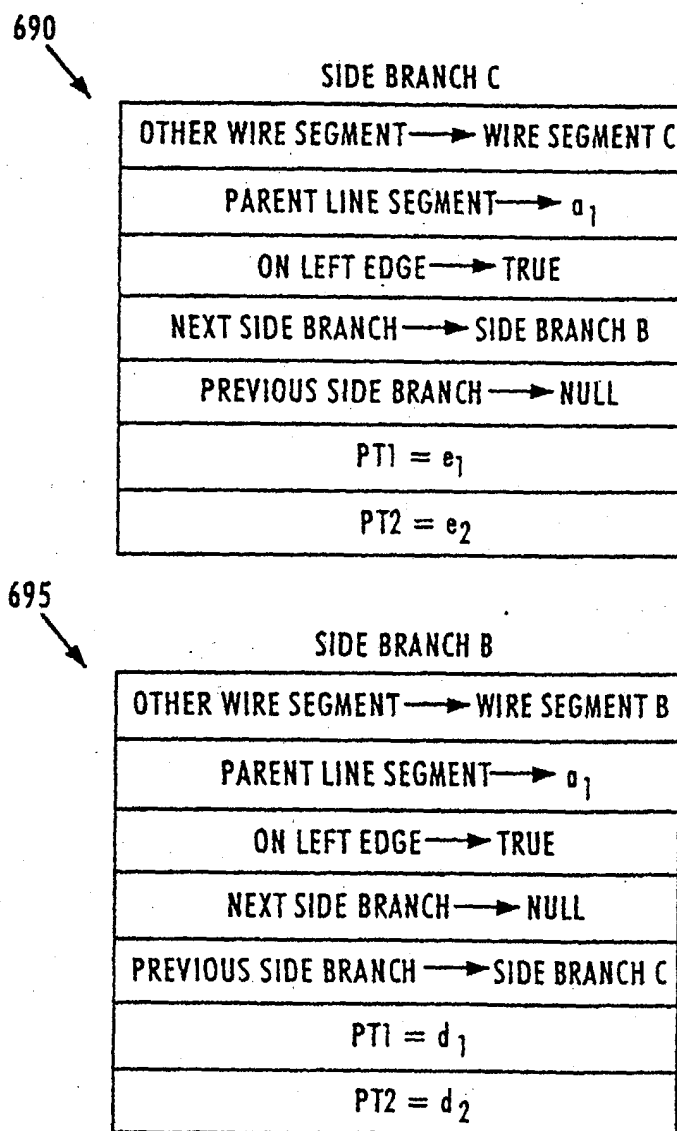 690
SIDE BRANCH C
OTHER WIRE SEGMENT → WIRE SEGMENT C
PARENT LINE SEGMENT → a₁
ON LEFT EDGE → TRUE
NEXT SIDE BRANCH → SIDE BRANCH B
PREVIOUS SIDE BRANCH → NULL
PT1 = e₁
PT2 = e₂
695
SIDE BRANCH B
OTHER WIRE SEGMENT → WIRE SEGMENT B
PARENT LINE SEGMENT → a₁
ON LEFT EDGE → TRUE
NEXT SIDE BRANCH → NULL
PREVIOUS SIDE BRANCH → SIDE BRANCH C
PT1 = d₁
PT2 = d₂